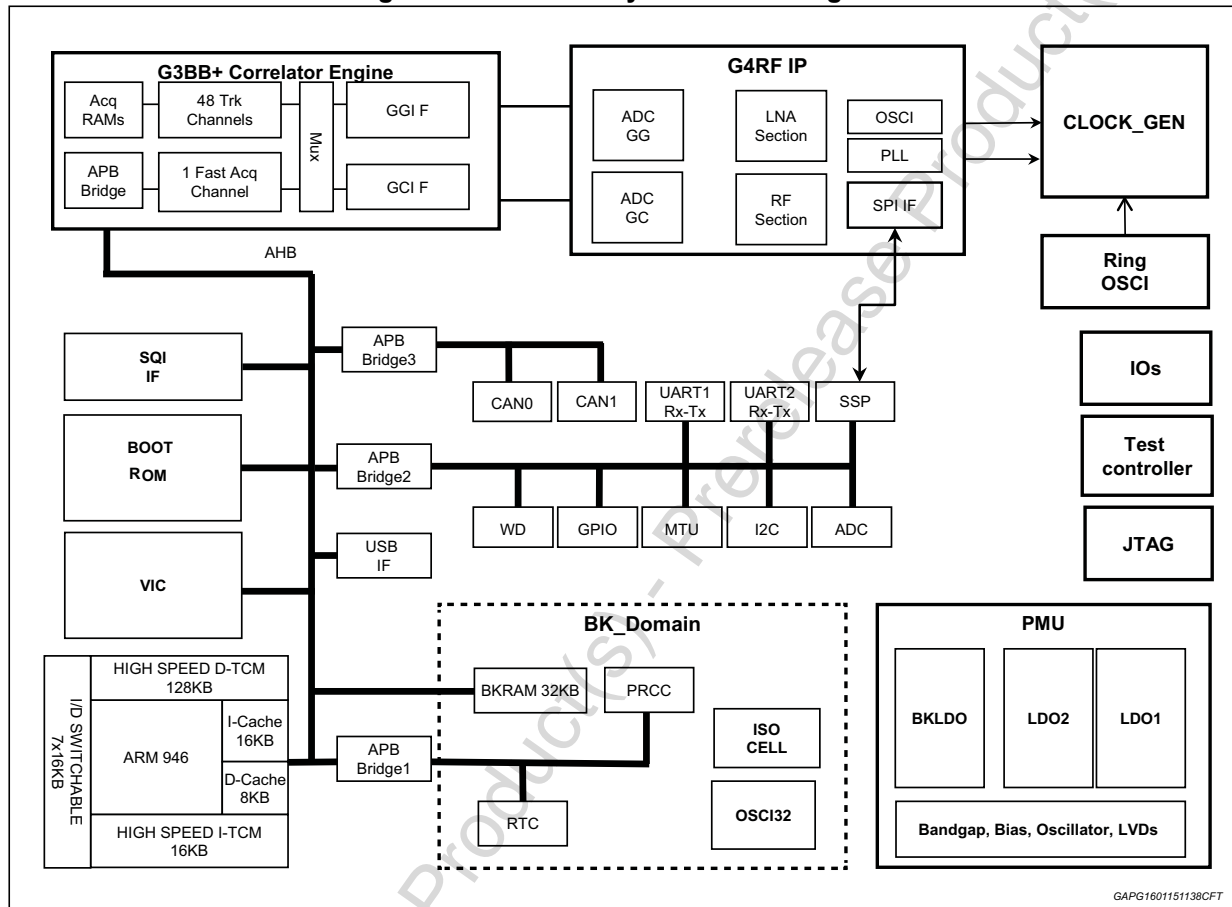 G3BB+ Correlator Engine
Acq
RAMs
48 Trk
Channels
Mux
GGI F
APB
Bridge
1 Fast Acq
Channel
GCI F
G4RF IP
ADC
GG
LNA
Section
OSCI
PLL
ADC
GC
RF
Section
SPI IF
CLOCK_GEN
Ring
OSCI
AHB
SQI
IF
APB
Bridge3
CAN0
CAN1
UART1
Rx-Tx
UART2
Rx-Tx
SSP
IOs
BOOT
ROM
APB
Bridge2
Test
controller
WD
GPIO
MTU
I2C
ADC
JTAG
VIC
USB
IF
BK_Domain
BKRAM 32KB
PRCC
ISO
CELL
APB
Bridge1
RTC
OSCI32
I/D SWITCHABLE
7x16KB
HIGH SPEED D-TCM
128KB
ARM 946
I-Cache
16KB
D-Cache
8KB
HIGH SPEED I-TCM
16KB
PMU
BKLDO
LDO2
LDO1
Bandgap, Bias, Oscillator, LVDs
GAPG1601151138CFT
Product(s) - Prerelease Product(